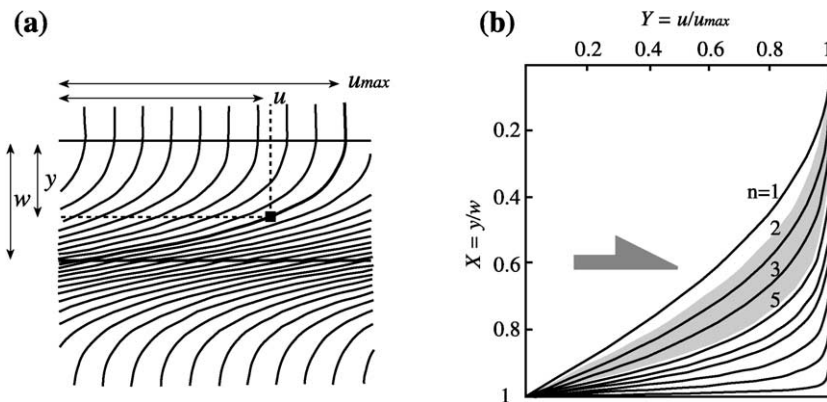 (a)
umax
u
y
w
(b)
Y = u/umax
0.2 0.4 0.6 0.8 1
X = y/w
0.2
0.4
0.6
0.8
1
n=1
2
3
5